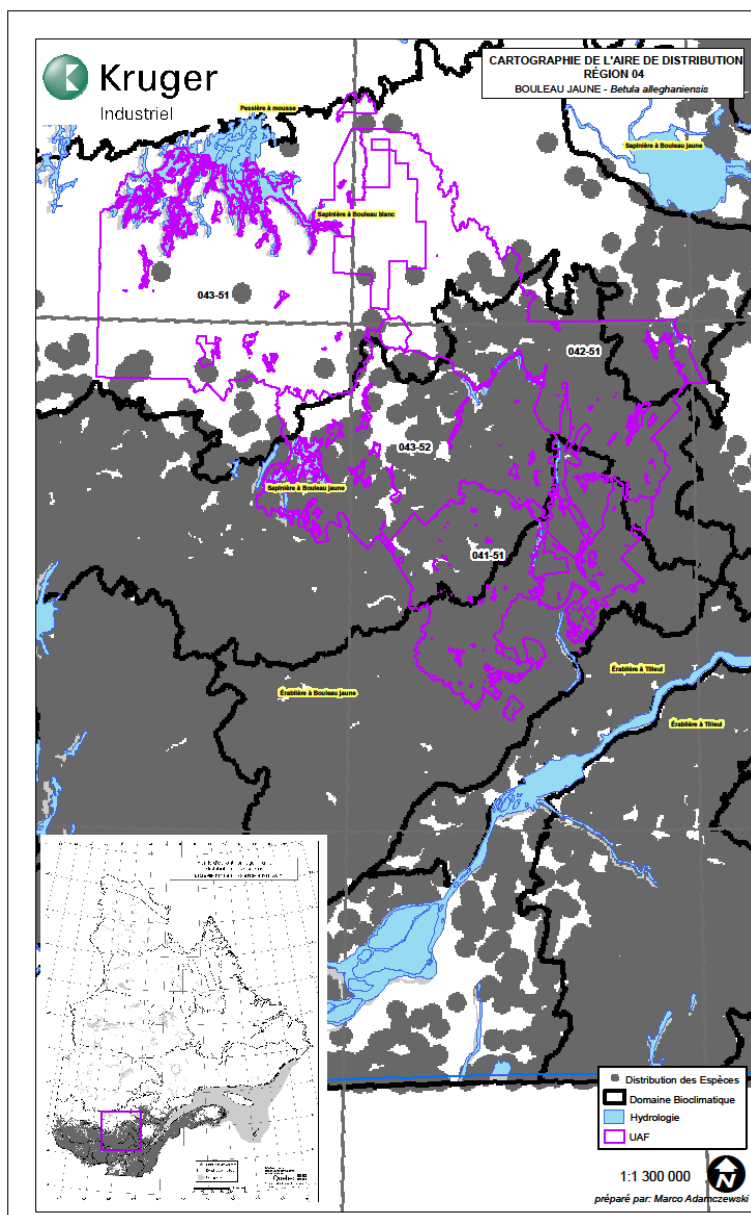 Kruger
Industriel
CARTOGRAPHIE DE L'AIRE DE DISTRIBUTION
RÉGION 04
BOULEAU JAUNE - Betula alleghaniensis
Pessière à mousse
Sapinière à Bouleau jaune
Sapinière à Bouleau blanc
043-51
042-51
043-52
Sapinière à Bouleau jaune
041-51
Érablière à Tilleul
Érablière à Bouleau jaune
Érablière à Tilleul
Distribution des Espèces
Domaine Bioclimatique
Hydrologie
UAF
1:1 300 000
N
préparé par: Marco Adamczewski
Québec